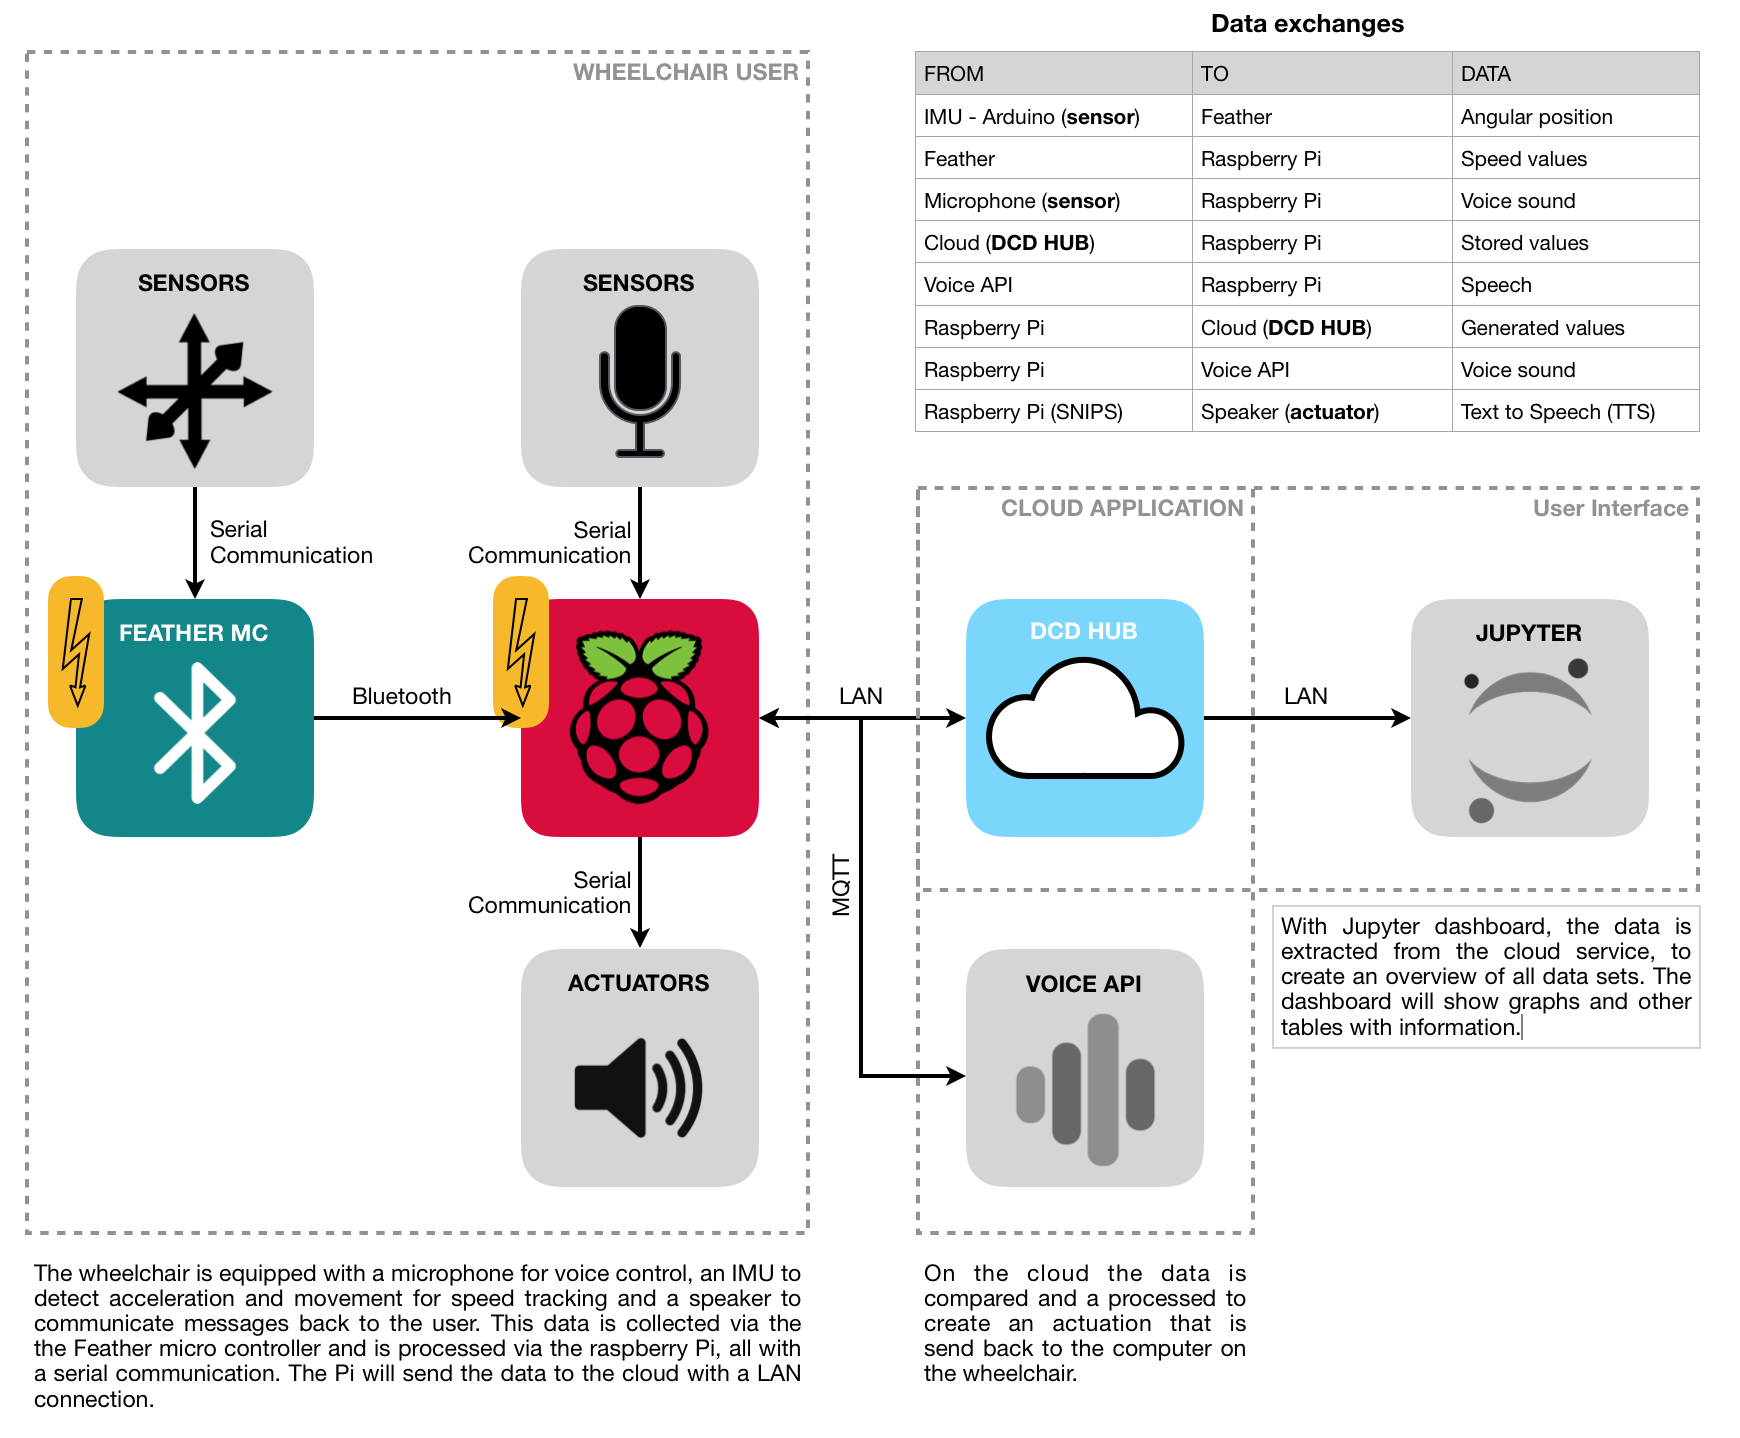 Data exchanges
FROM TO DATA
IMU - Arduino (sensor) Feather Angular position
Feather Raspberry Pi Speed values
Microphone (sensor) Raspberry Pi Voice sound
Cloud (DCD HUB) Raspberry Pi Stored values
Voice API Raspberry Pi Speech
Raspberry Pi Cloud (DCD HUB) Generated values
Raspberry Pi Voice API Voice sound
Raspberry Pi (SNIPS) Speaker (actuator) Text to Speech (TTS)
WHEELCHAIR USER
SENSORS
SENSORS
Serial
Communication
Serial
Communication
FEATHER MC
Bluetooth
LAN
MQTT
Serial
Communication
ACTUATORS
CLOUD APPLICATION
User Interface
DCD HUB
LAN
JUPYTER
VOICE API
With Jupyter dashboard, the data is
extracted from the cloud service, to
create an overview of all data sets. The
dashboard will show graphs and other
tables with information.
The wheelchair is equipped with a microphone for voice control, an IMU to
detect acceleration and movement for speed tracking and a speaker to
communicate messages back to the user. This data is collected via the
the Feather micro controller and is processed via the raspberry Pi, all with
a serial communication. The Pi will send the data to the cloud with a LAN
connection.
On the cloud the data is
compared and a processed to
create an actuation that is
send back to the computer on
the wheelchair.